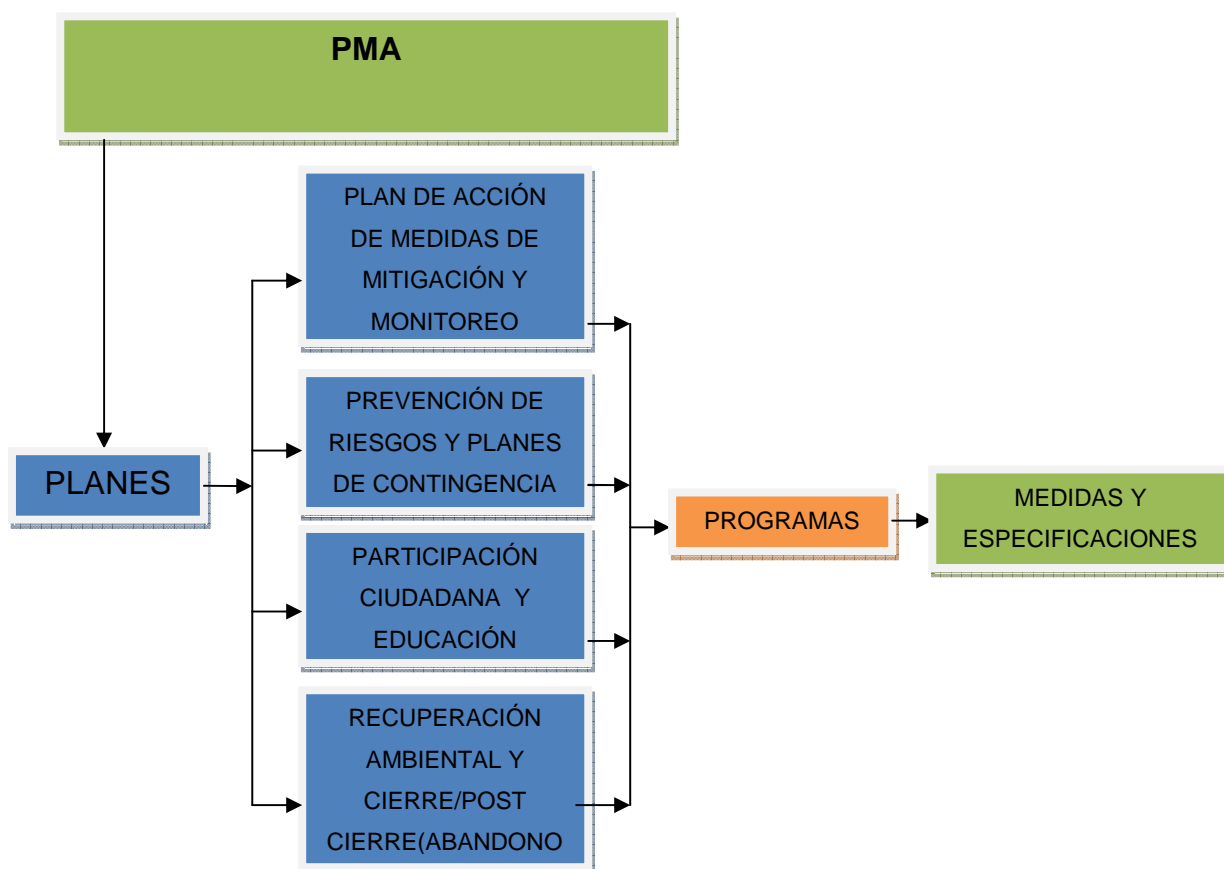 PMA
PLAN DE ACCIÓN
DE MEDIDAS DE
MITIGACIÓN Y
MONITOREO
PREVENCIÓN DE
RIESGOS Y PLANES
DE CONTINGENCIA
PLANES
PARTICIPACIÓN
CIUDADANA Y
EDUCACIÓN
RECUPERACIÓN
AMBIENTAL Y
CIERRE/POST
CIERRE(ABANDONO
PROGRAMAS
MEDIDAS Y
ESPECIFICACIONES